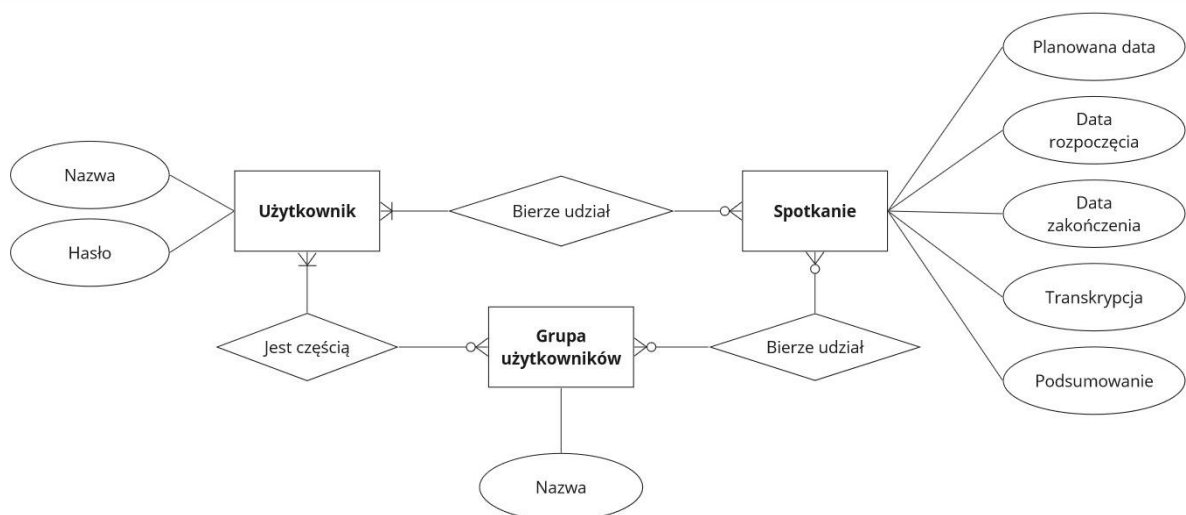 Planowana data
Data
rozpoczęcia
Nazwa
Użytkownik
Bierze udział
Spotkanie
Data
zakończenia
Hasło
Transkrypcja
Jest częścią
Grupa
użytkowników
Bierze udział
Podsumowanie
Nazwa